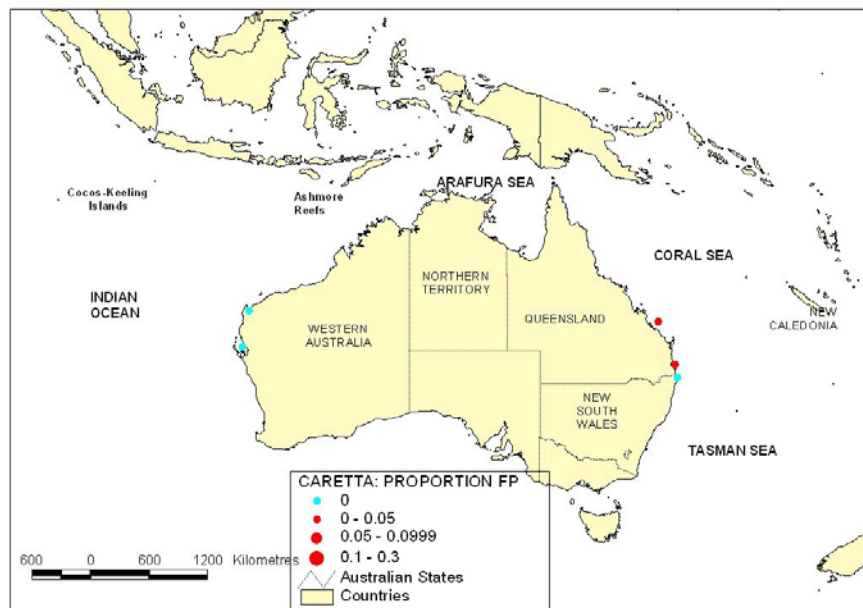 ARAFURA SEA
Cocos-Keeling
Islands
Ashmore
Reefs
CORAL SEA
NORTHERN
TERRITORY
INDIAN
OCEAN
QUEENSLAND
NEW
CALEDONIA
WESTERN
AUSTRALIA
NEW
SOUTH
WALES
TASMAN SEA
CARETTA: PROPORTION FP
0
0 - 0.05
0.05 - 0.0999
0.1 - 0.3
Australian States
Countries
600 0 600 1200 Kilometres